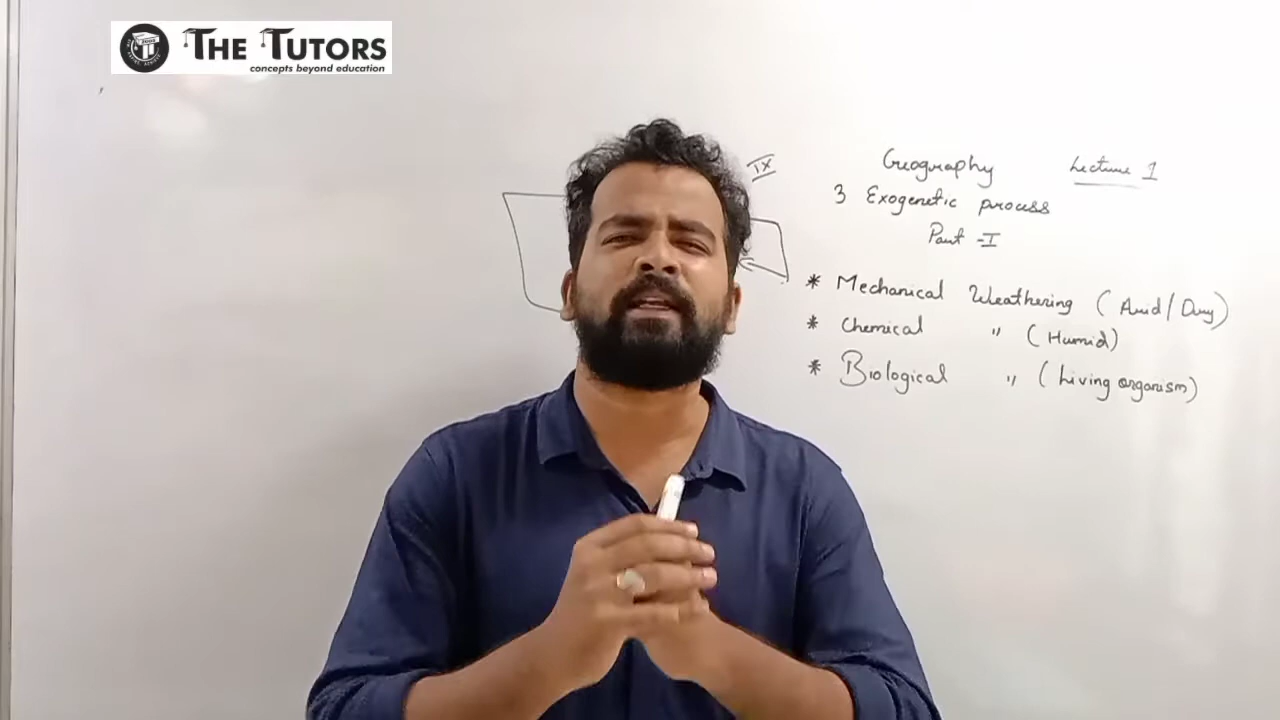 THE TUTORS
concepts beyond education
IX
Geography Lecture 1
3 Exogenetic process
Part -I
* Mechanical Weathering (Arid/Dry)
* Chemical " (Humid)
* Biological " (Living organism)